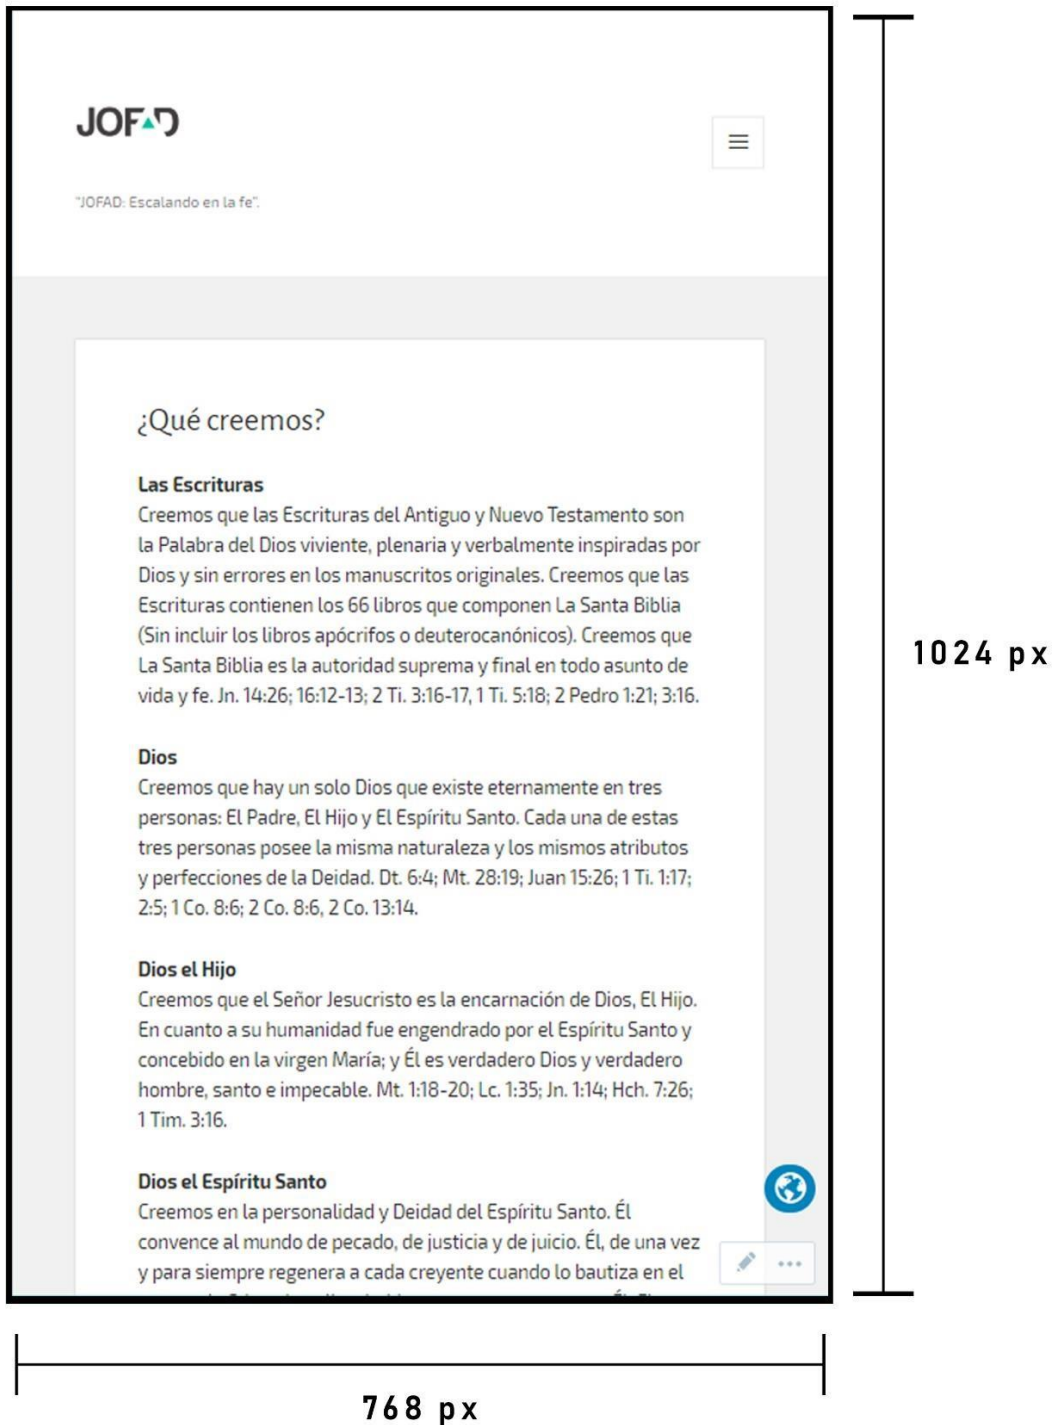 JOFAD
"JOFAD: Escalando en la fe".
¿Qué creemos?
Las Escrituras
Creemos que las Escrituras del Antiguo y Nuevo Testamento son
la Palabra del Dios viviente, plenaria y verbalmente inspiradas por
Dios y sin errores en los manuscritos originales. Creemos que las
Escrituras contienen los 66 libros que componen La Santa Biblia
(Sin incluir los libros apócrifos o deuterocanónicos). Creemos que
La Santa Biblia es la autoridad suprema y final en todo asunto de
vida y fe. Jn. 14:26; 16:12-13; 2 Ti. 3:16-17, 1 Ti. 5:18; 2 Pedro 1:21; 3:16.
Dios
Creemos que hay un solo Dios que existe eternamente en tres
personas: El Padre, El Hijo y El Espíritu Santo. Cada una de estas
tres personas posee la misma naturaleza y los mismos atributos
y perfecciones de la Deidad. Dt. 6:4; Mt. 28:19; Juan 15:26; 1 Ti. 1:17;
2:5; 1 Co. 8:6; 2 Co. 8:6, 2 Co. 13:14.
Dios el Hijo
Creemos que el Señor Jesucristo es la encarnación de Dios, El Hijo.
En cuanto a su humanidad fue engendrado por el Espíritu Santo y
concebido en la virgen María; y Él es verdadero Dios y verdadero
hombre, santo e impecable. Mt. 1:18-20; Lc. 1:35; Jn. 1:14; Hch. 7:26;
1 Tim. 3:16.
Dios el Espíritu Santo
Creemos en la personalidad y Deidad del Espíritu Santo. Él
convence al mundo de pecado, de justicia y de juicio. Él, de una vez
y para siempre regenera a cada creyente cuando lo bautiza en el
1024 px
768 px